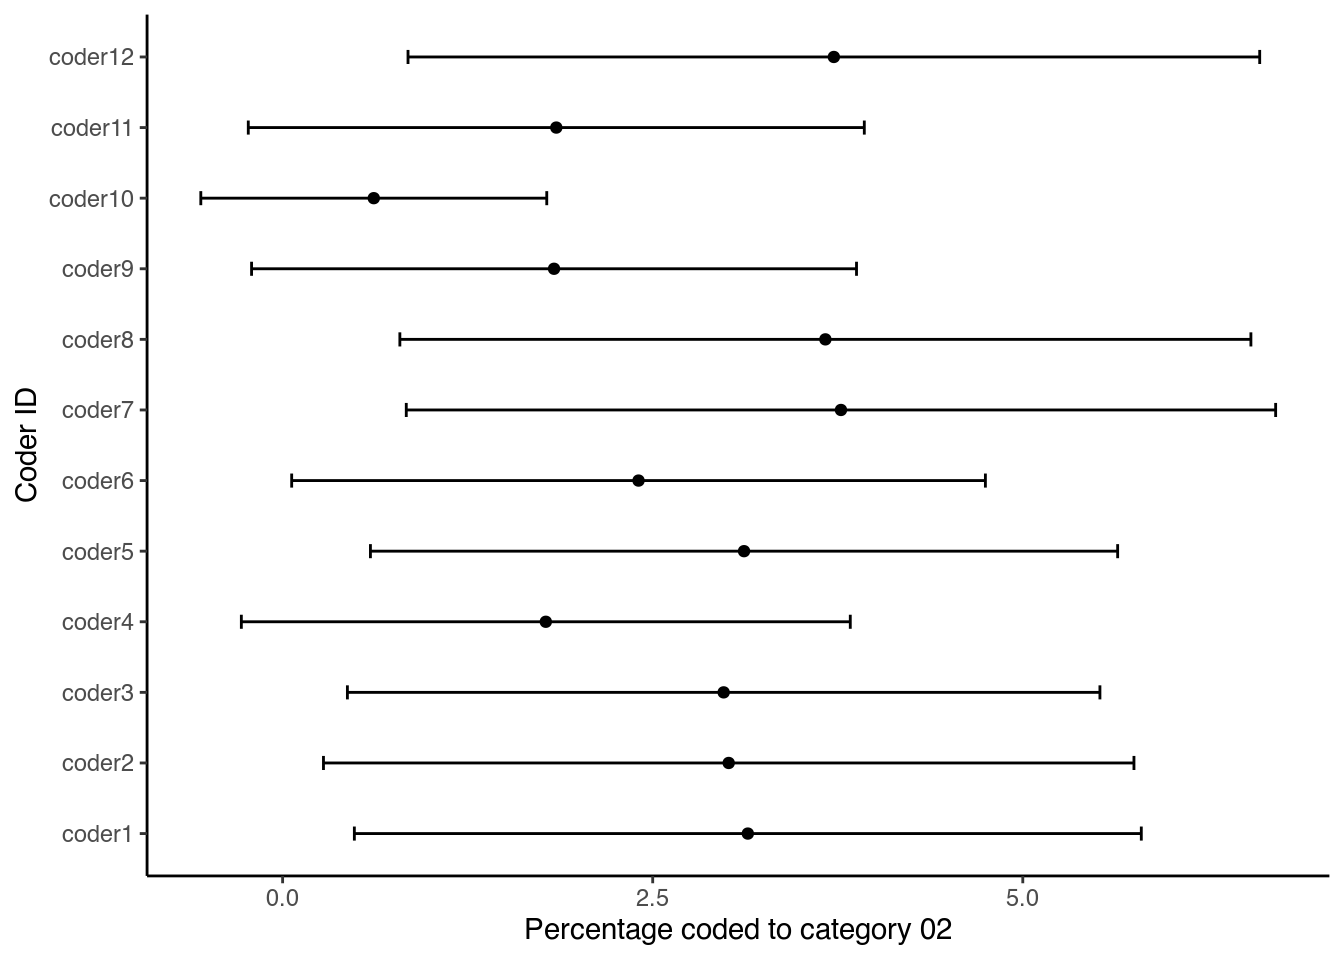 coder12
coder11
coder10
coder9
coder8
coder7
coder6
coder5
coder4
coder3
coder2
coder1
Coder ID
0.0 2.5 5.0
Percentage coded to category 02